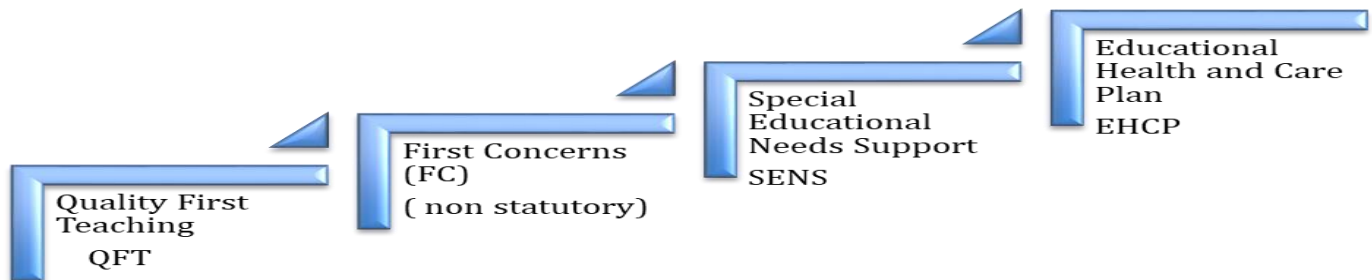 Quality First
Teaching
QFT
First Concerns
(FC)
( non statutory)
Special
Educational
Needs Support
SENS
Educational
Health and Care
Plan
EHCP